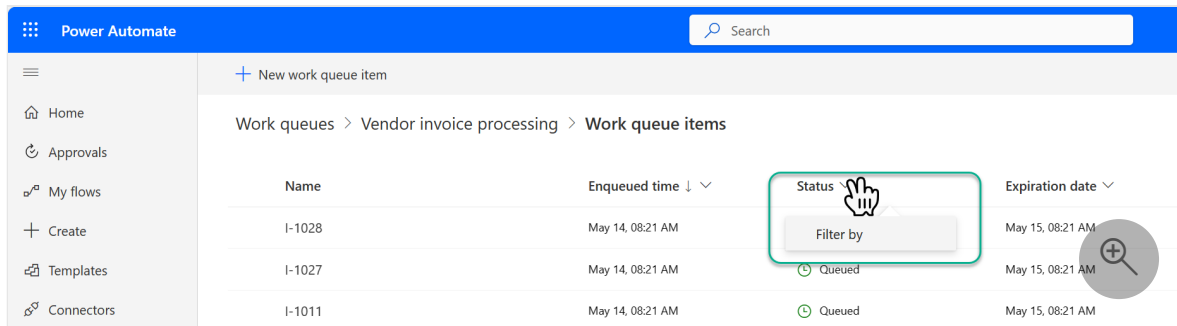 Power Automate
Search
New work queue item
Home
Work queues > Vendor invoice processing > Work queue items
Approvals
My flows
Name Enqueued time ↓ Status Expiration date
Create
I-1028 May 14, 08:21 AM Filter by May 15, 08:21 AM
Templates
I-1027 May 14, 08:21 AM Queued May 15, 08:21 AM
Connectors
I-1011 May 14, 08:21 AM Queued May 15, 08:21 AM